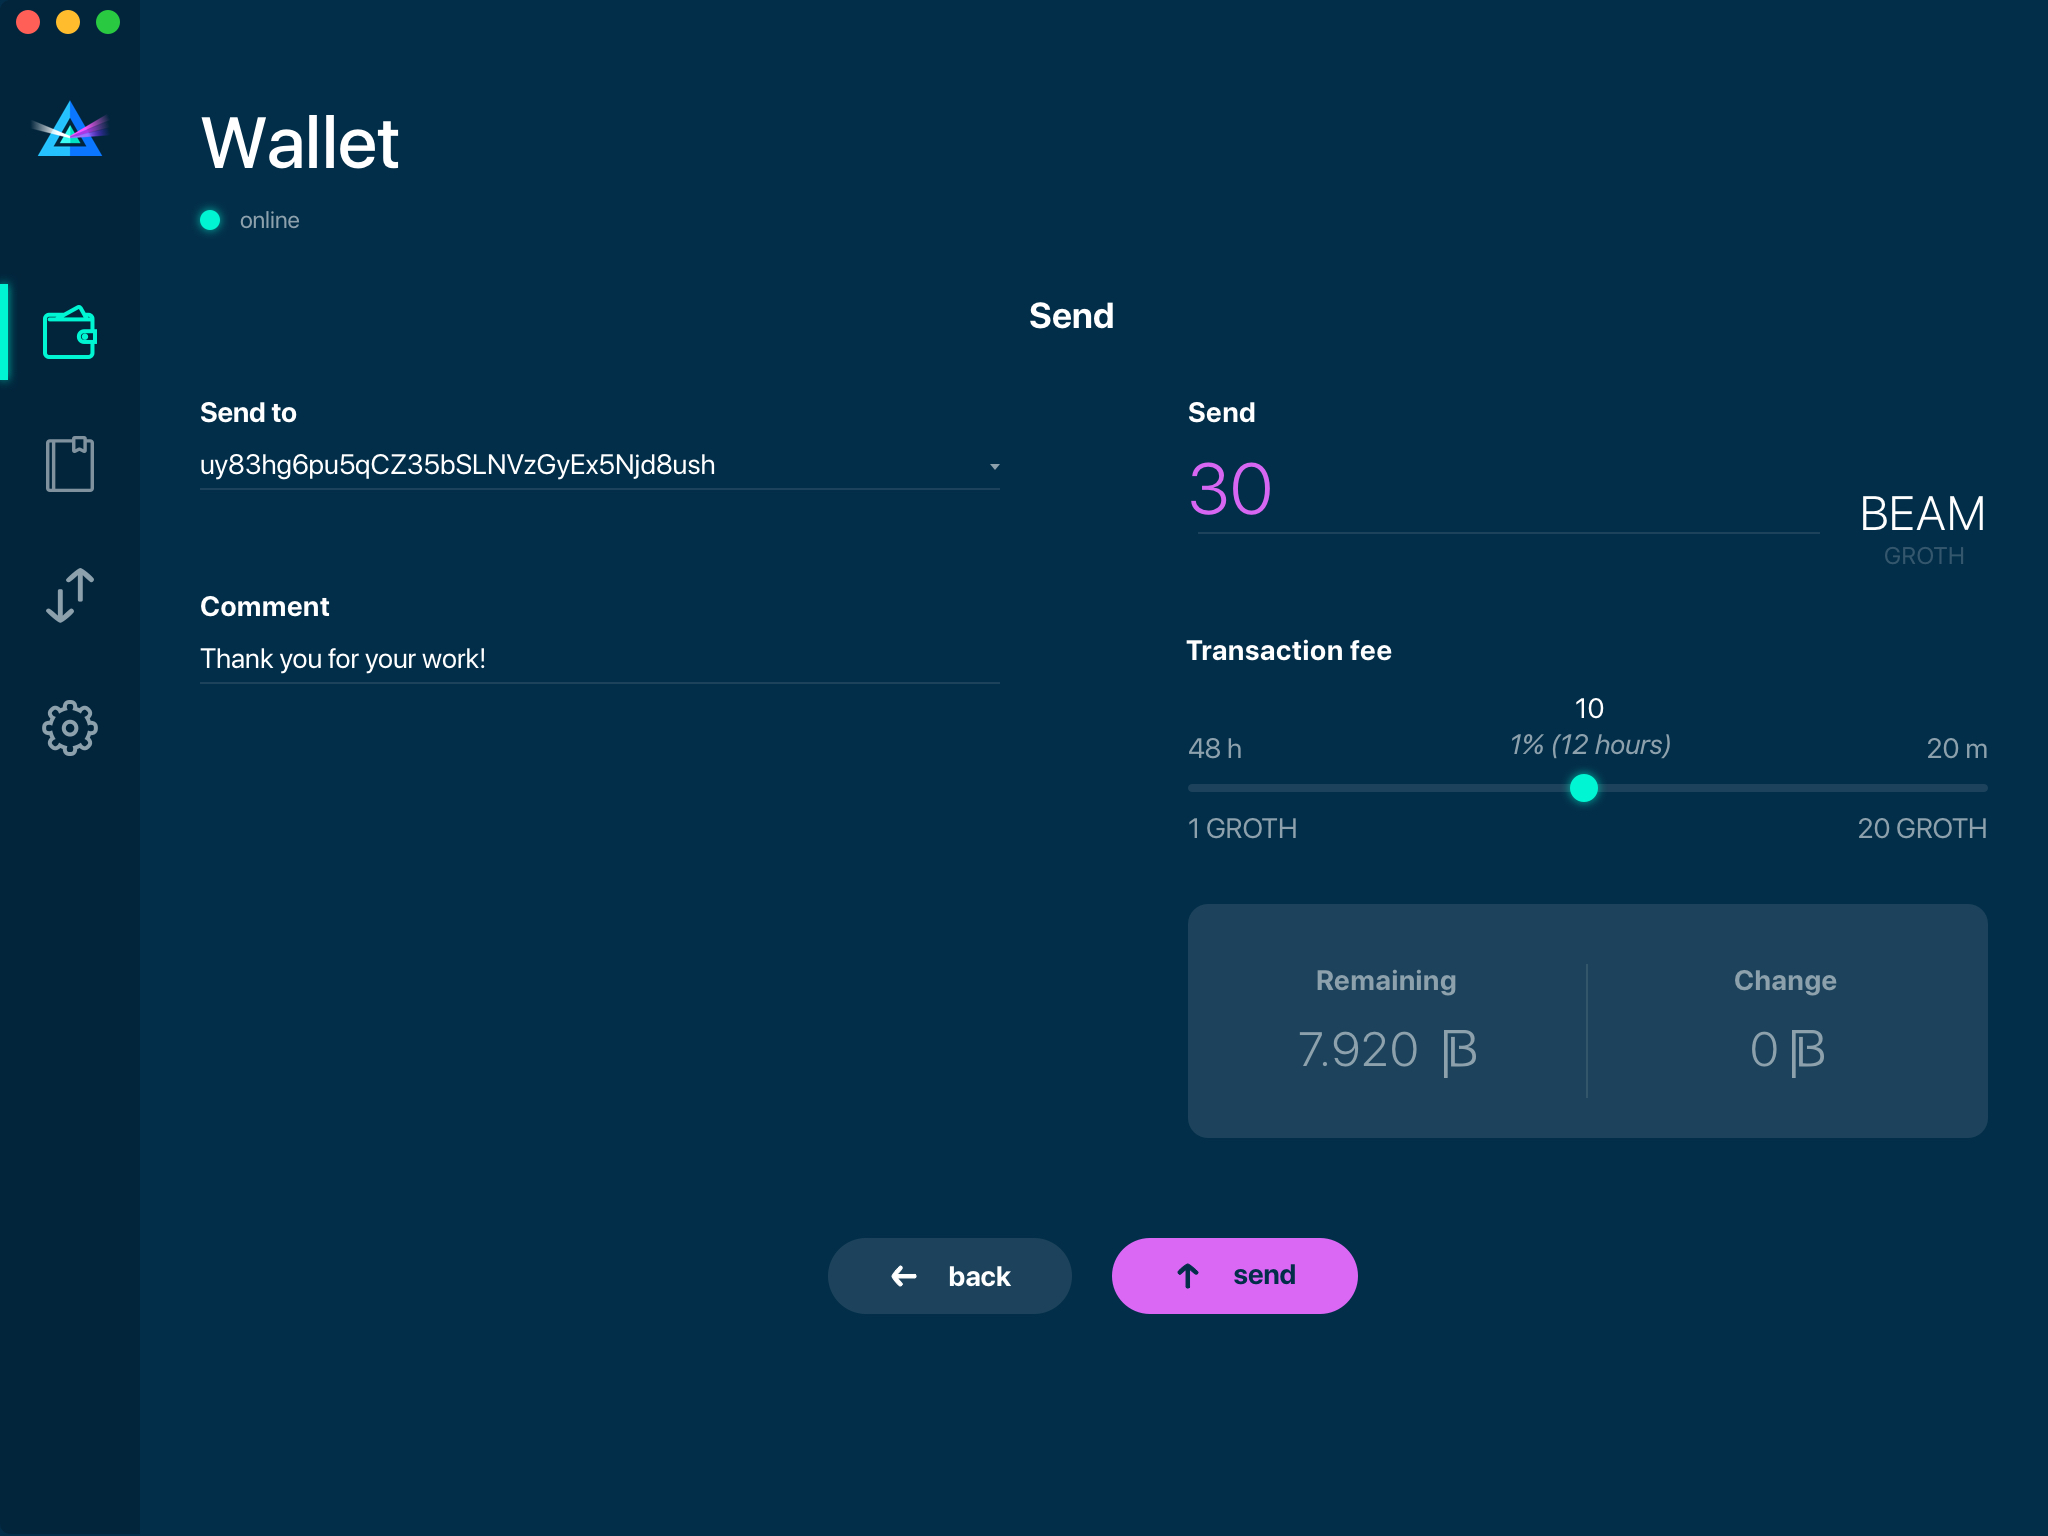 Wallet
online
Send
Send to
uy83hg6pu5qCZ35bSLNVzGyEx5Njd8ush
Comment
Thank you for your work!
Send
30
BEAM
GROTH
Transaction fee
10
48 h
1% (12 hours)
20 m
1 GROTH
20 GROTH
Remaining
7.920
Change
0
back
send